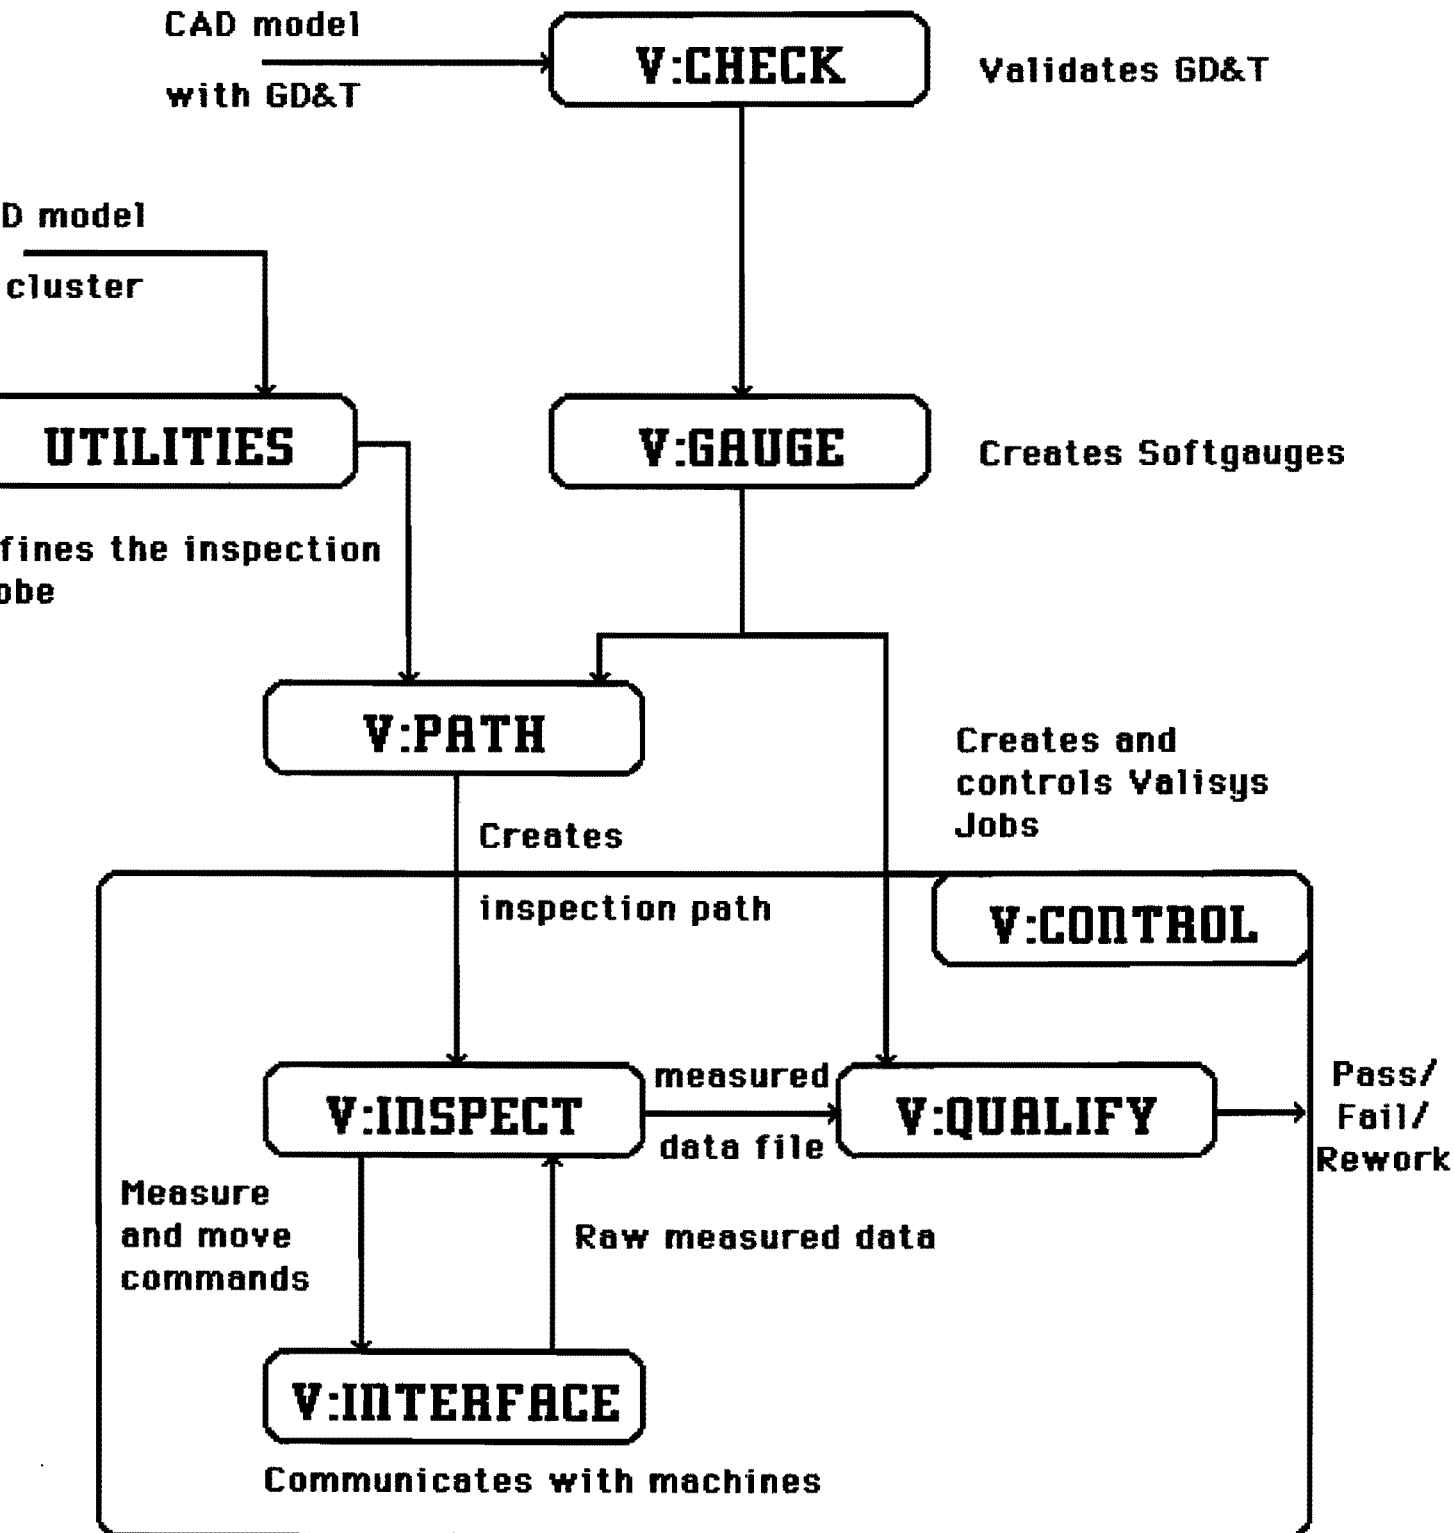 CAD model
V:CHECK
Validates GD&T
with GD&T
D model
cluster
UTILITIES
V:GAUGE
Creates Softgauges
fines the inspection
obe
V:PATH
Creates and
controls Valisys
Jobs
Creates
inspection path
V:CONTROL
V:INSPECT
measured
data file
V:QUALIFY
Pass/
Fail/
Rework
Measure
and move
commands
Raw measured data
V:INTERFACE
Communicates with machines